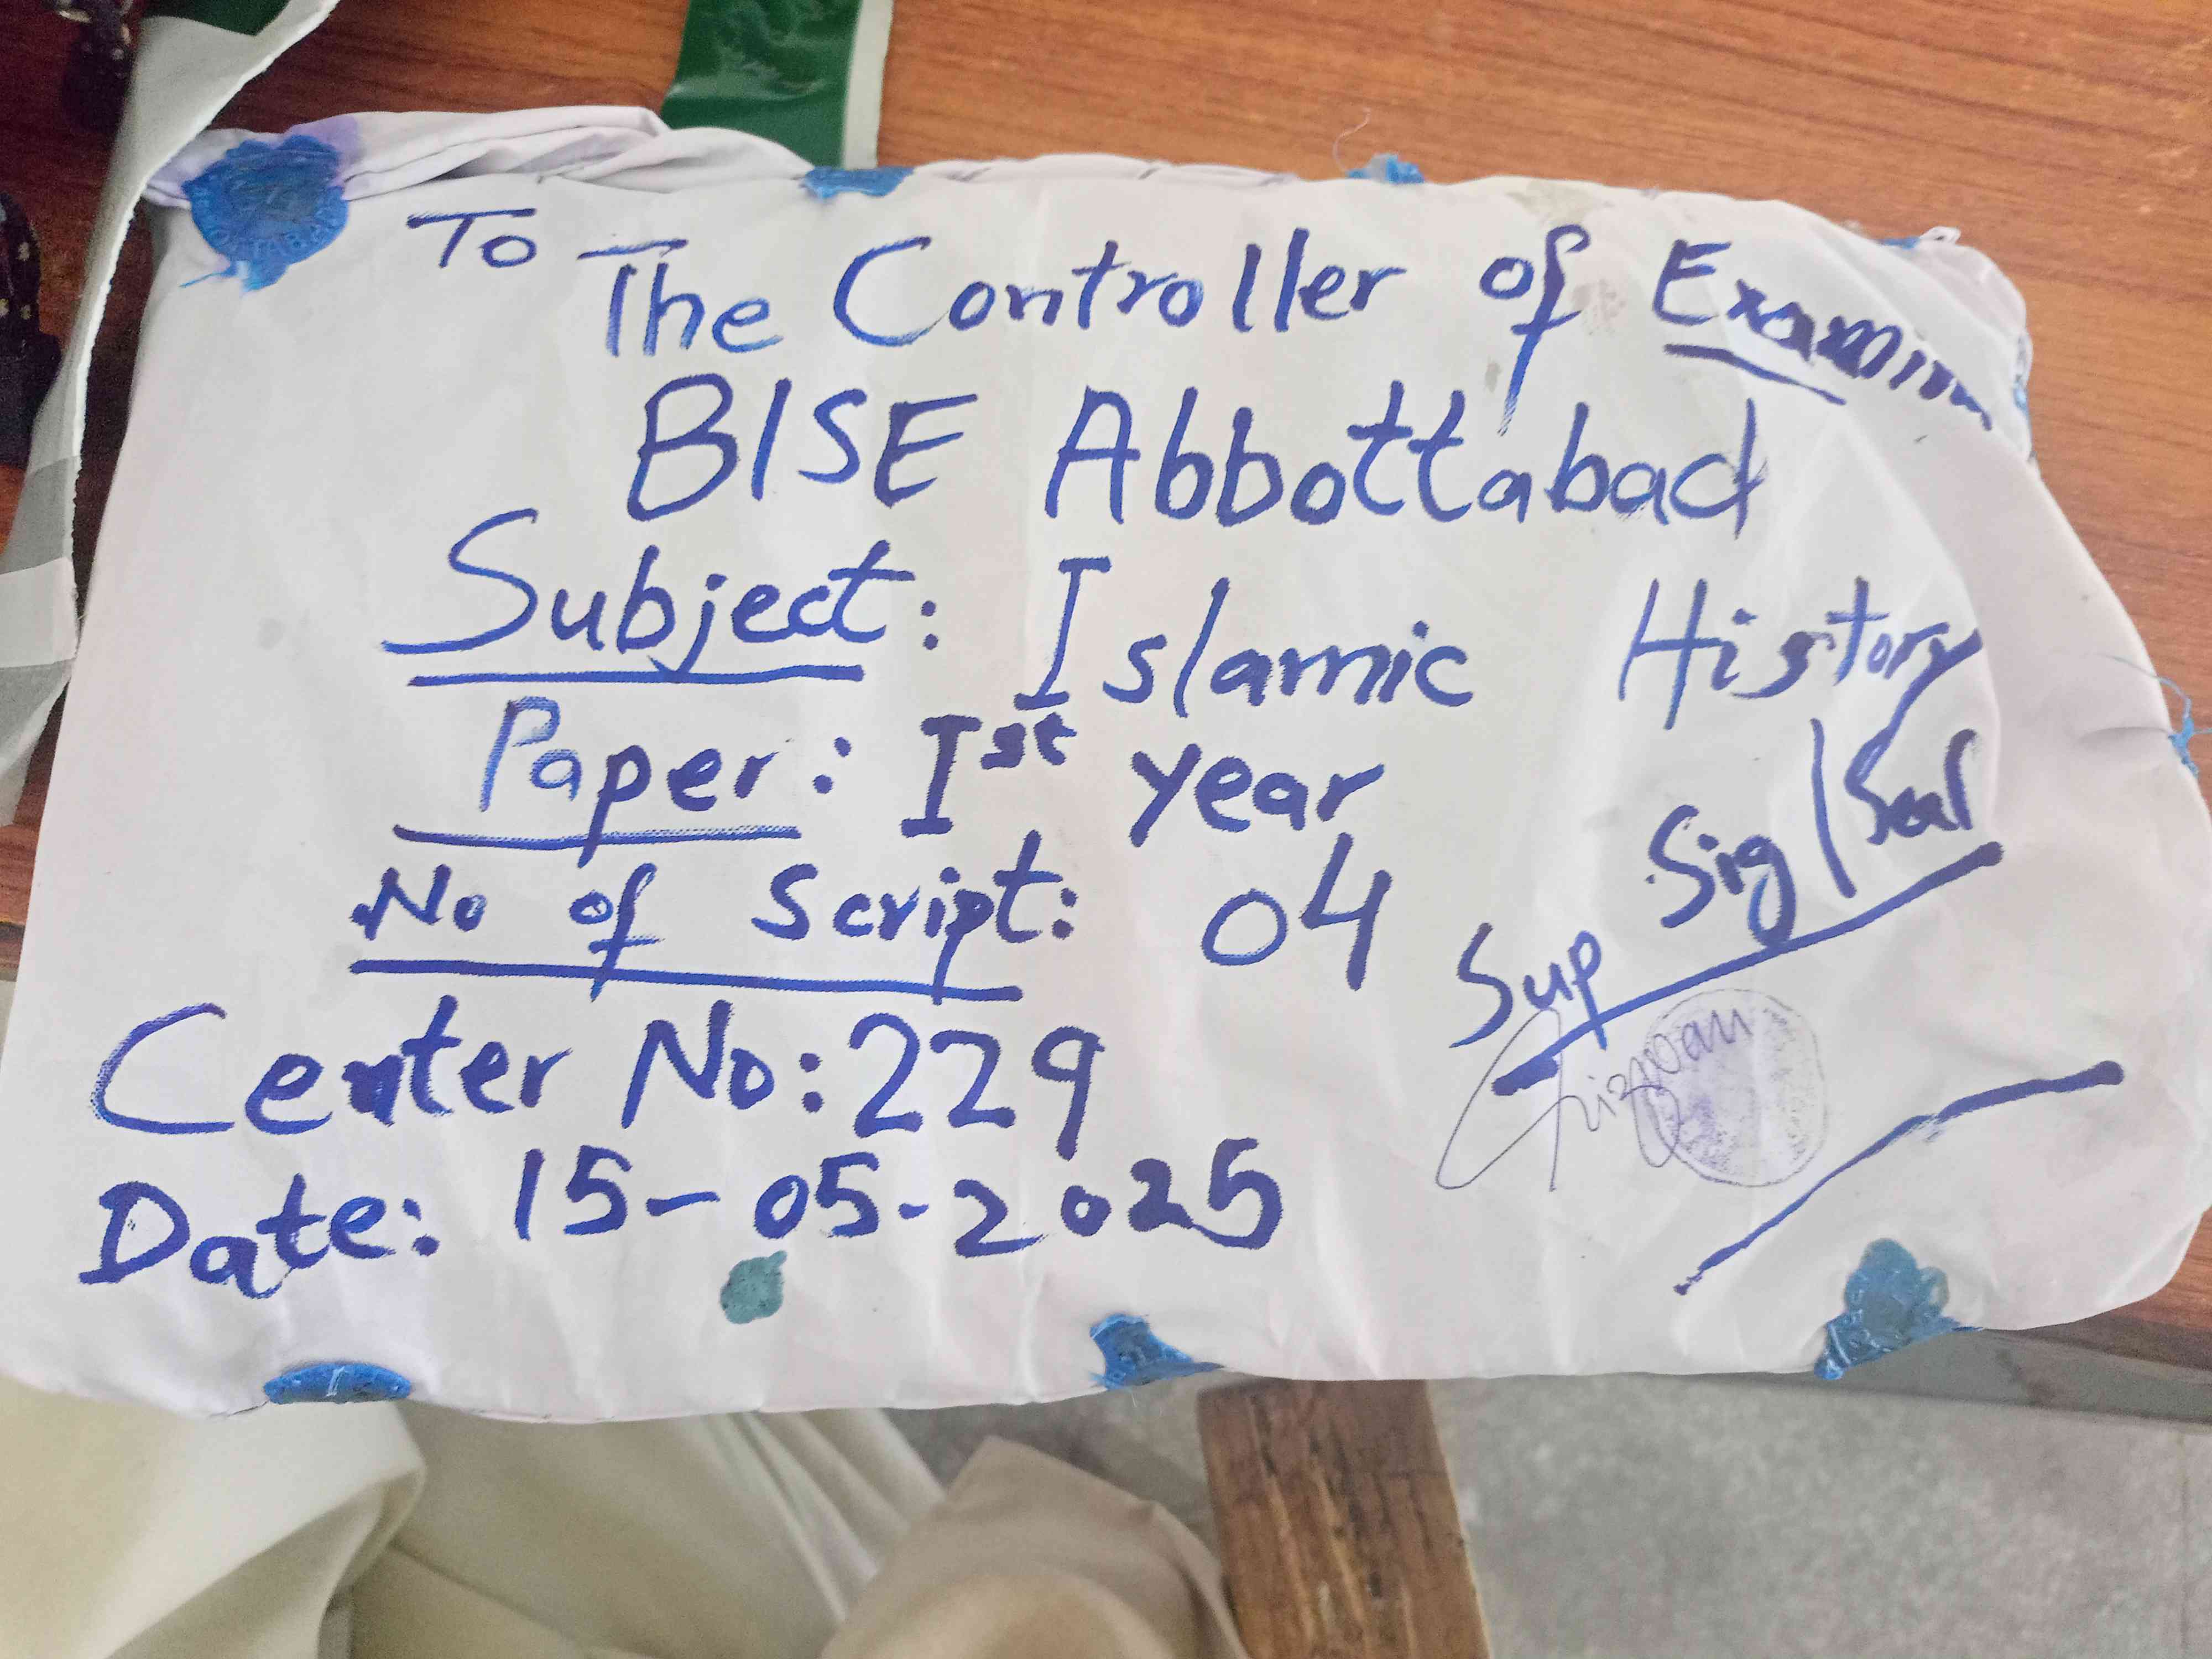 To
The Controller of Examin
BISE Abbottabad
Subject: Islamic History
Paper: Ist year
No of Script: 04
Center No: 229
Date: 15-05-2025
Sup Sig/Seal